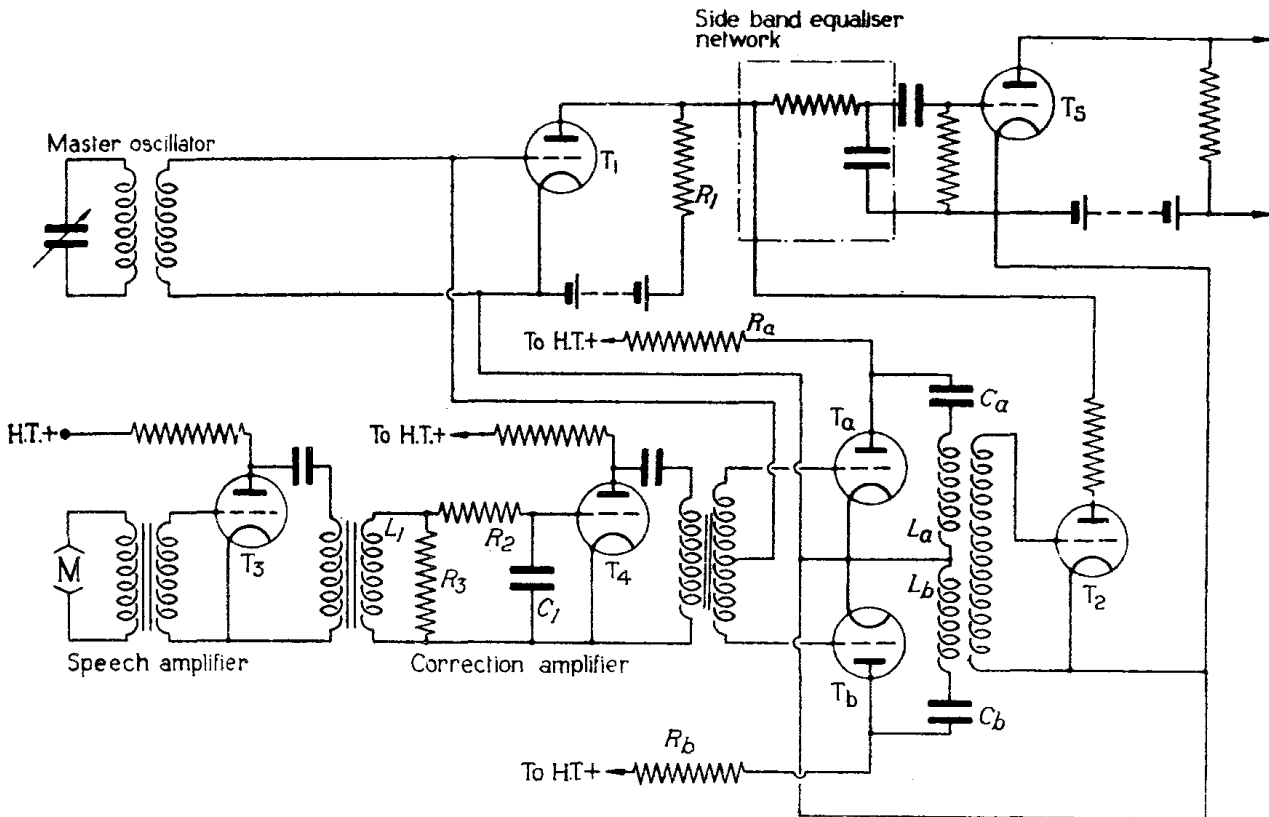 Side band equaliser
network
T5
Master oscillator
T1
R1
To H.T.+
Ra
Ta
Ca
H.T.+
To H.T.+
T3
L1
R2
R3
C1
T4
La
Lb
T2
M
Speech amplifier
Correction amplifier
Tb
Cb
Rb
To H.T.+